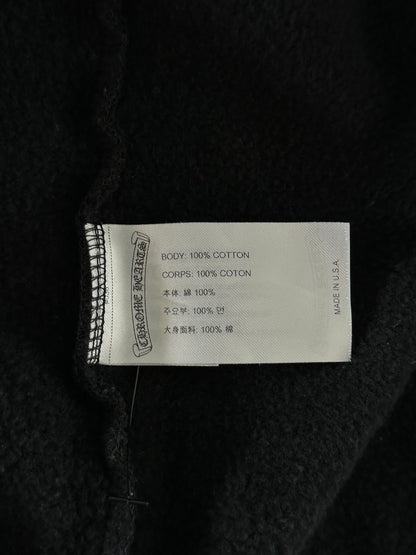 CHROME HEARTS
BODY: 100% COTTON
CORPS: 100% COTON
本体: 綿 100%
주요부: 100% 면
大身面料: 100% 棉
MADE IN U.S.A.